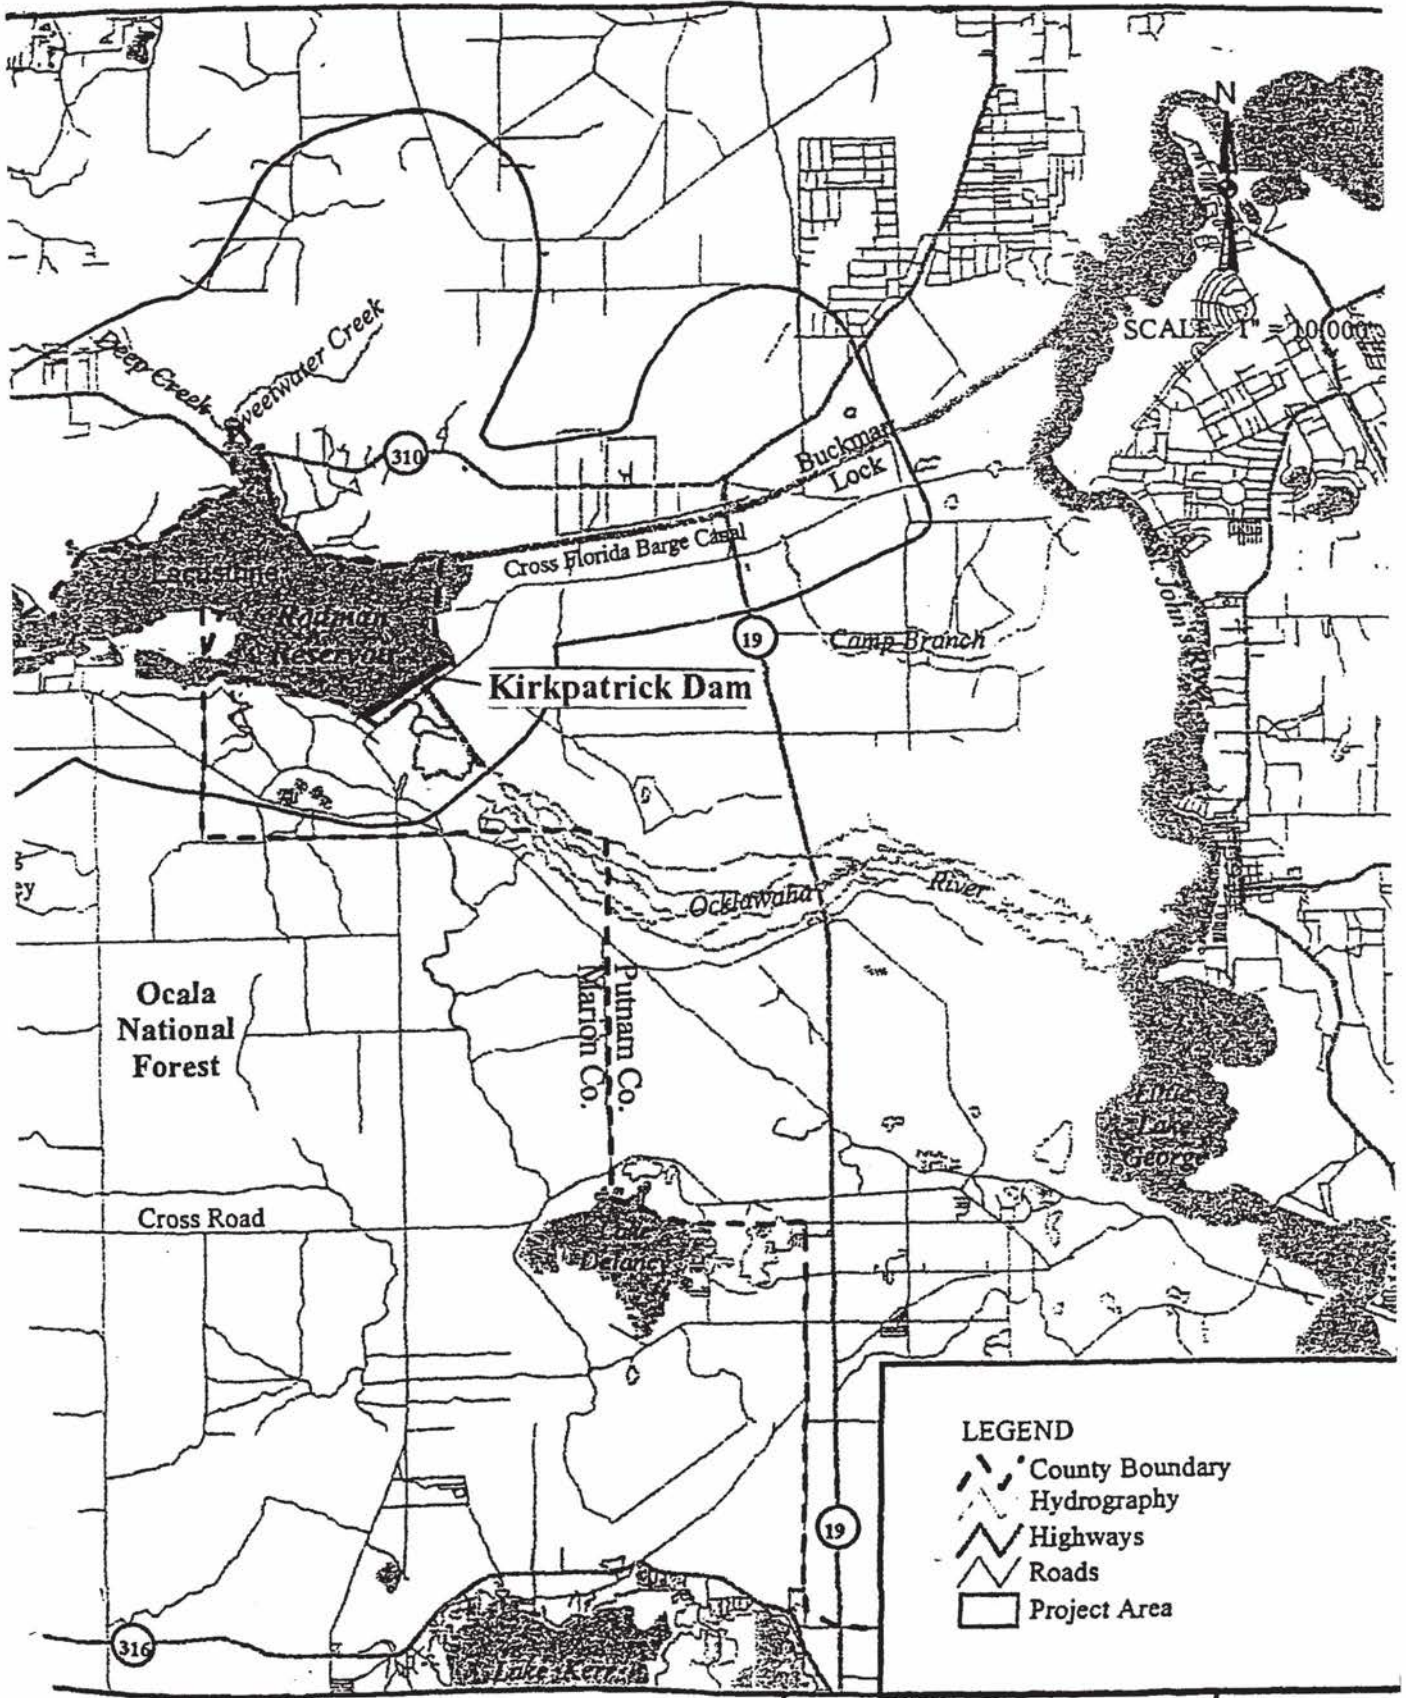 N
SCALE - 1" = 10,000'
Deep Creek
Sweetwater Creek
310
Buckman
Lock
Cross Florida Barge Canal
Lacustrine
Rodman
Reservoir
19
Camp Branch
St. Johns River
Kirkpatrick Dam
Ocklawaha
River
Ocala
National
Forest
Putnam Co.
Marion Co.
Little
Lake
George
Cross Road
Lake
Delancy
LEGEND
County Boundary
Hydrography
Highways
Roads
Project Area
19
316
Lake Kerr